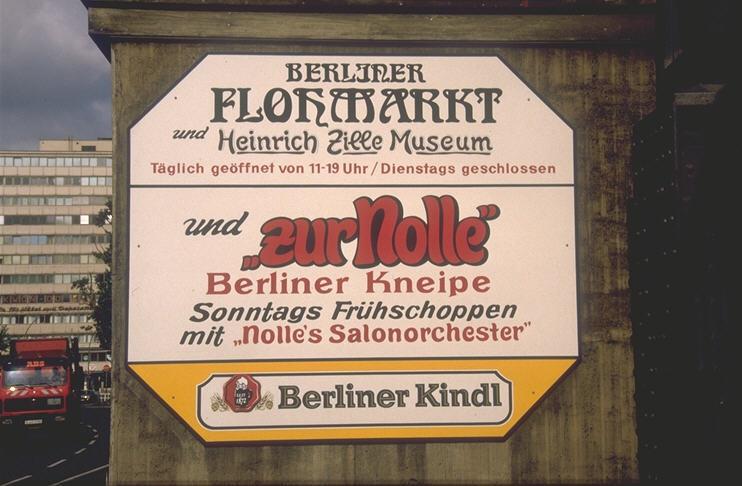 BERLINER
FLOHMARKT
und Heinrich Zille Museum
Täglich geöffnet von 11-19 Uhr / Dienstags geschlossen
und „zur Nolle”
Berliner Kneipe
Sonntags Frühschoppen
mit „Nolle's Salonorchester”
Berliner Kindl
1872